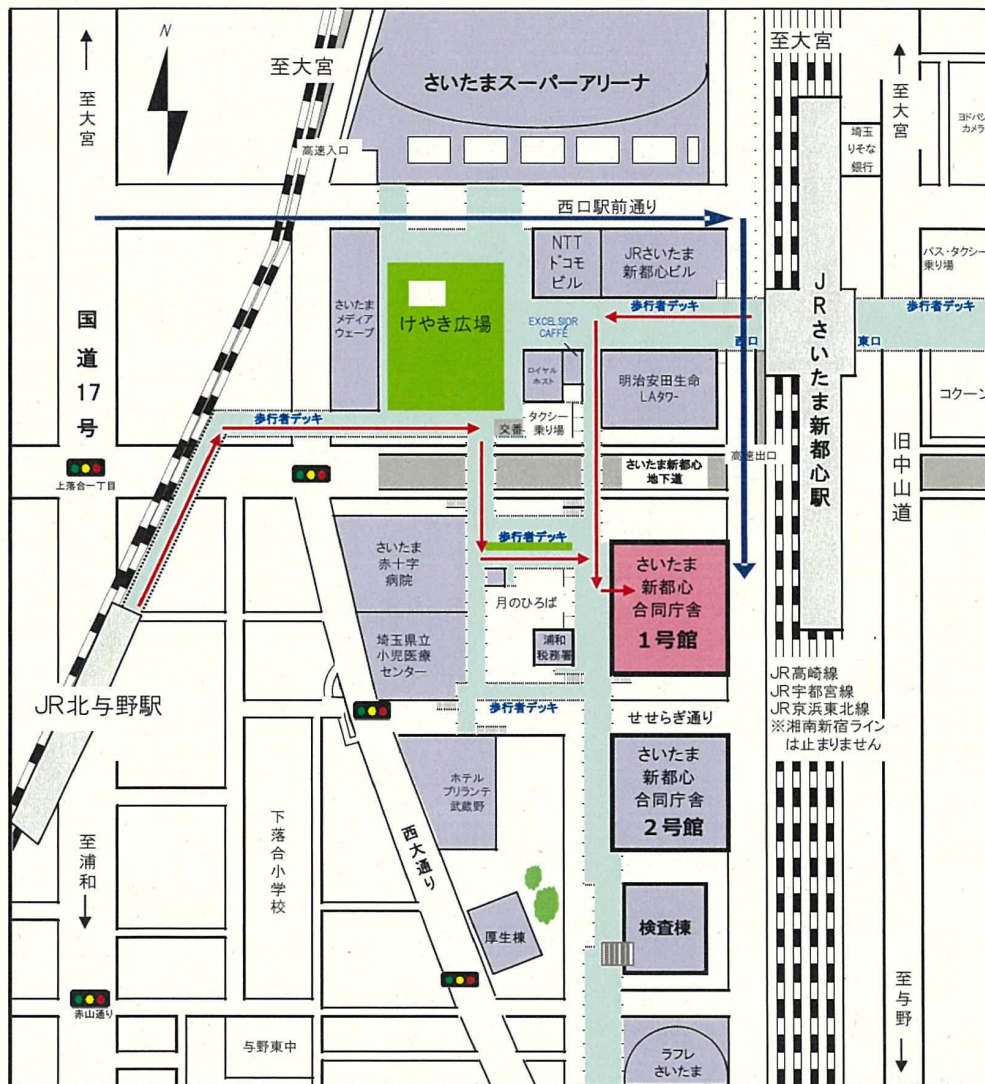 N
至大宮
至大宮
高速入口
さいたまスーパーアリーナ
至大宮
至大宮
埼玉
りそな
銀行
西口駅前通り
国道17号
さいたま
メディア
ウェーブ
けやき広場
NTT
ドコモ
ビル
JRさいたま
新都心ビル
EXCELSIOR
CAFFÉ
ロイヤル
ホスト
歩行者デッキ
明治安田生命
LAタワー
西口
東口
JRさいたま新都心駅
バス・タクシー
乗り場
歩行者デッキ
コクーン
旧中山道
歩行者デッキ
交番
タクシー
乗り場
高速出口
さいたま新都心
地下道
上落合一丁目
さいたま
赤十字
病院
歩行者デッキ
月のひろば
浦和
税務署
さいたま
新都心
合同庁舎
1号館
埼玉県立
小児医療
センター
歩行者デッキ
せせらぎ通り
JR高崎線
JR宇都宮線
JR京浜東北線
※湘南新宿ライン
は止まりません
JR北与野駅
至浦和
下落合小学校
ホテル
ブリランテ
武蔵野
西大通り
さいたま
新都心
合同庁舎
2号館
厚生棟
検査棟
至与野
赤山通り
与野東中
ラフレ
さいたま